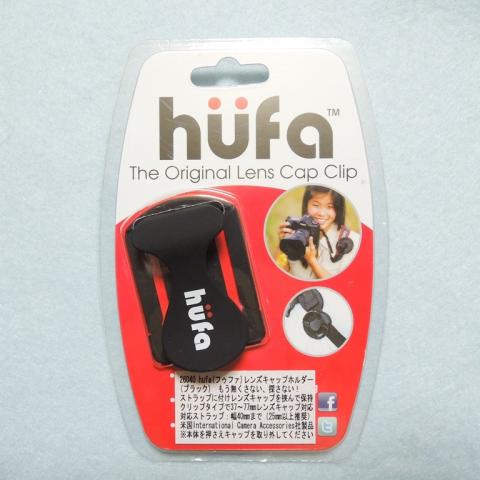 hüfa™
The Original Lens Cap Clip
hüfa
26040 hufa(フゥファ)レンズキャップホルダー
(ブラック) もう無くさない、探さない!
ストラップに付けレンズキャップを挟んで保持
クリップタイプで37~77mmレンズキャップ対応
対応ストラップ:幅40mmまで(25mm以上推奨)
米国International Camera Accessories社製品
※本体を押さえキャップを取り外してください